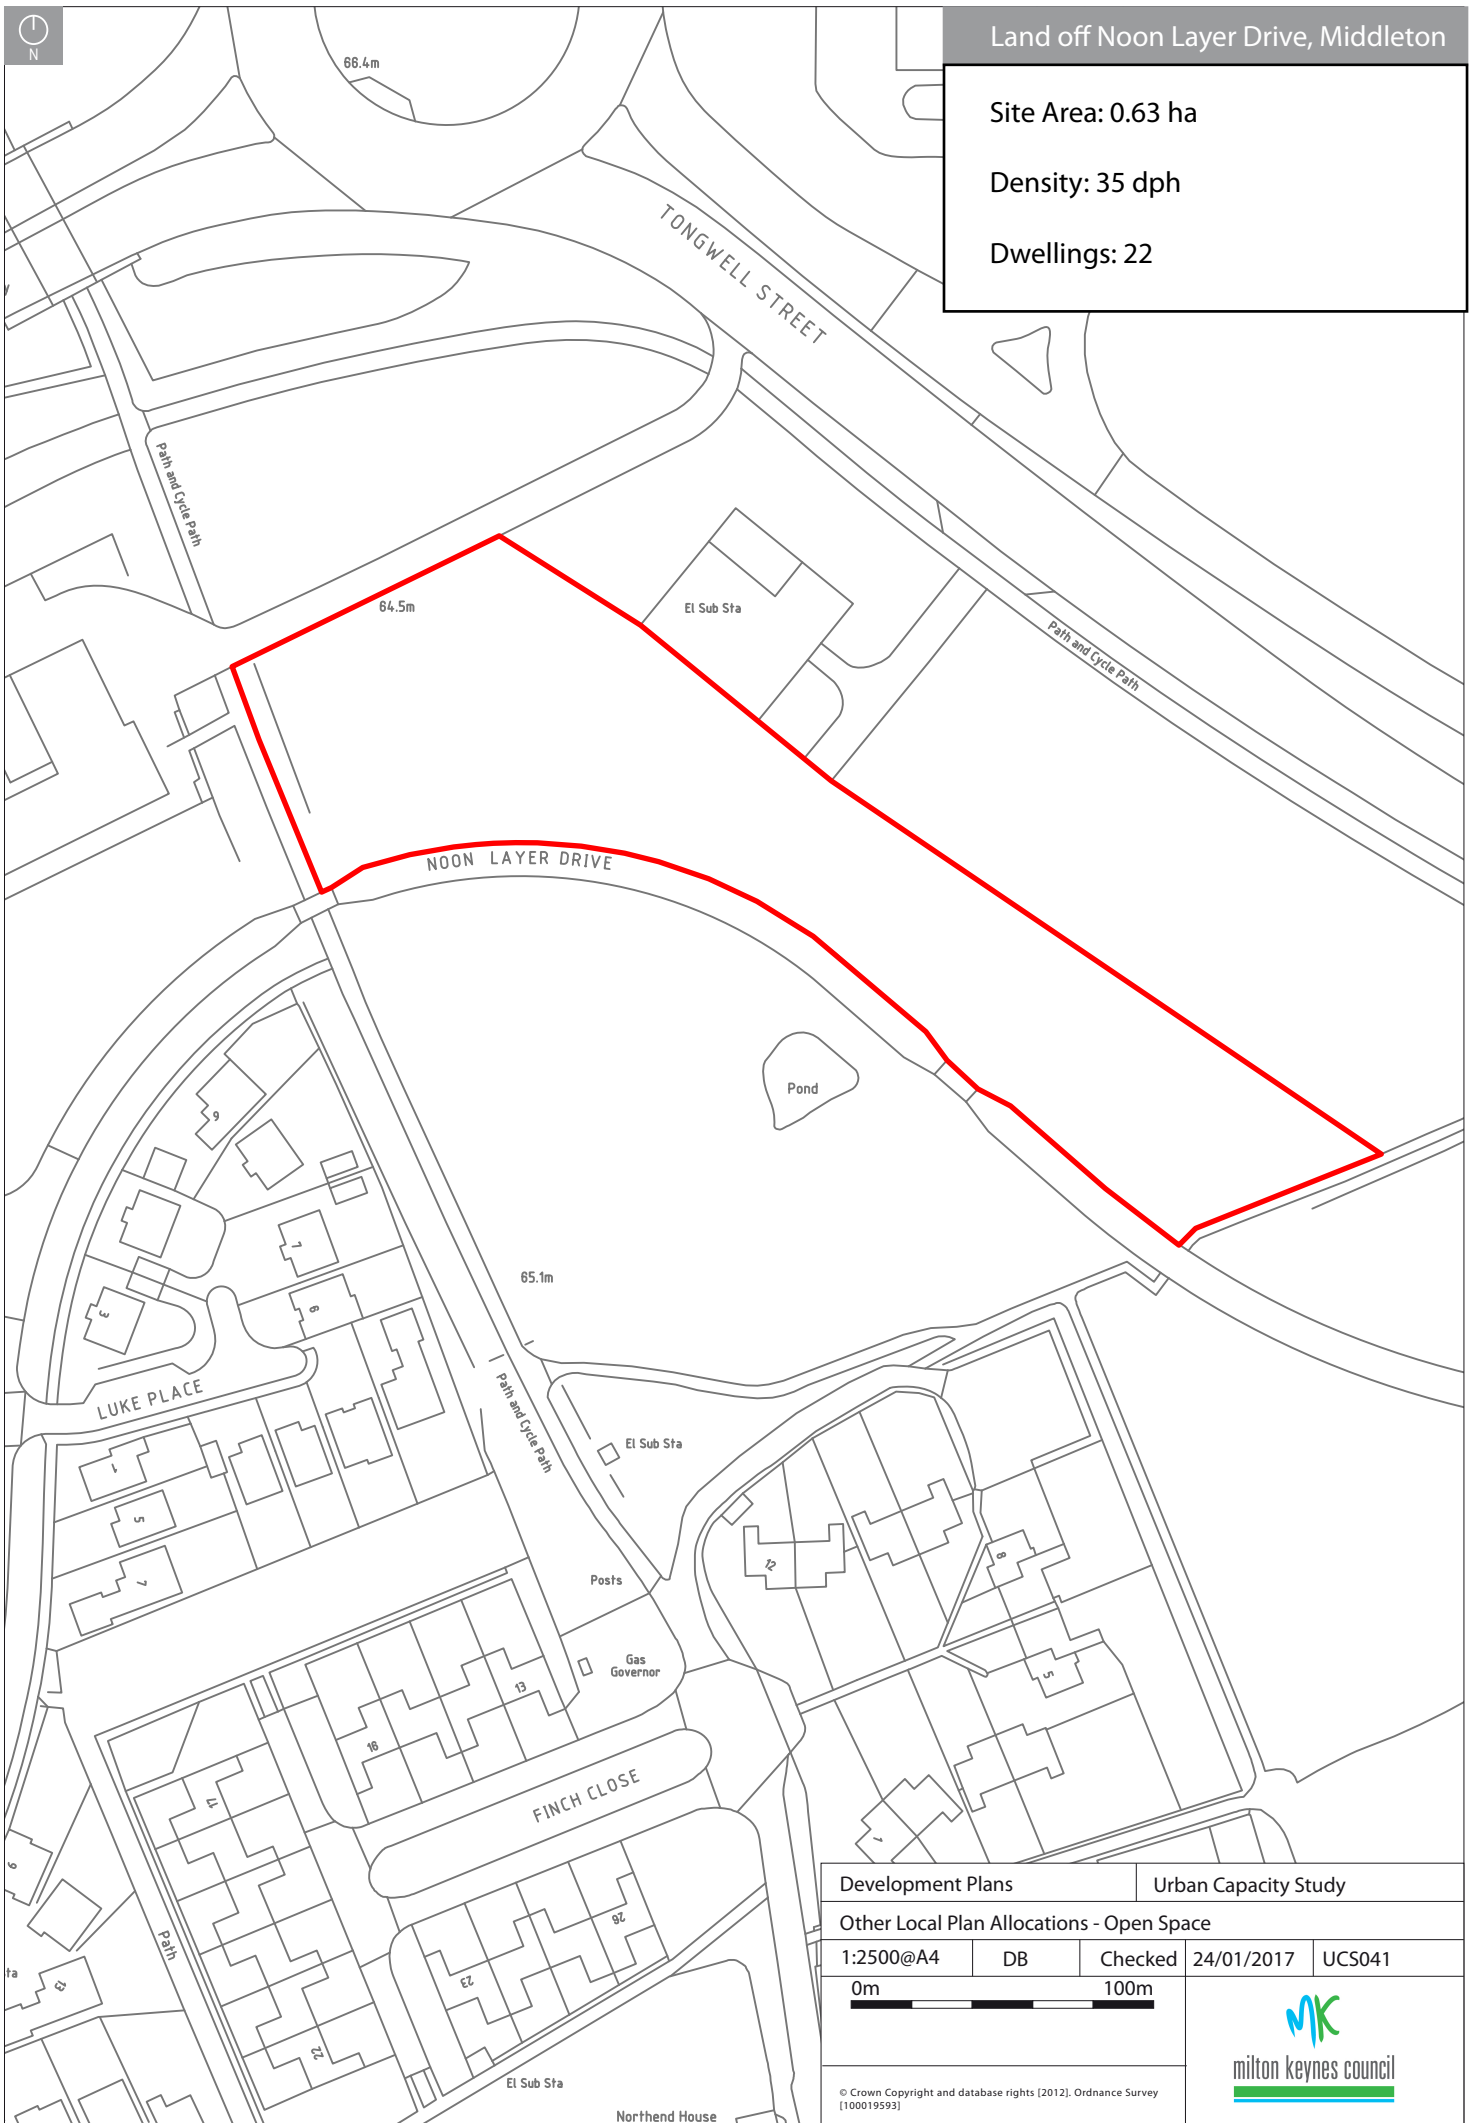 N
Land off Noon Layer Drive, Middleton
Site Area: 0.63 ha
Density: 35 dph
Dwellings: 22
66.4m
TONGWELL STREET
Path and Cycle Path
64.5m
El Sub Sta
Path and Cycle Path
NOON LAYER DRIVE
Pond
9
7
6
3
65.1m
LUKE PLACE
Path and Cycle Path
El Sub Sta
1
5
7
12
8
Posts
Gas
Governor
5
13
16
17
FINCH CLOSE
1
9
26
Path
23
ta
13
22
El Sub Sta
Northend House
Development Plans
Urban Capacity Study
Other Local Plan Allocations - Open Space
1:2500@A4
DB
Checked
24/01/2017
UCS041
0m
100m
MK
milton keynes council
© Crown Copyright and database rights [2012]. Ordnance Survey
[100019593]